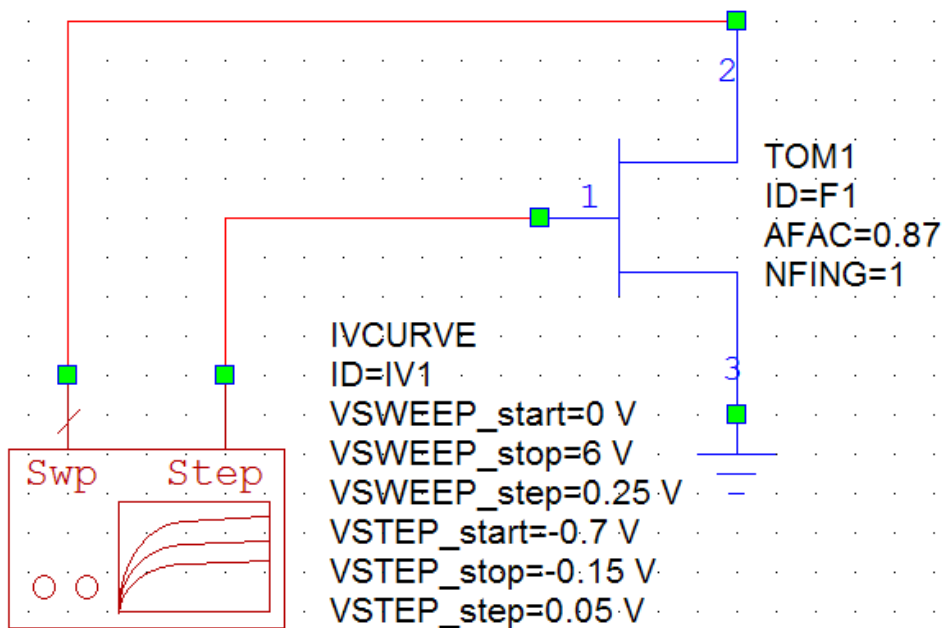 2
TOM1
ID=F1
AFAC=0.87
NFING=1
1
IVCURVE
ID=IV1
VSWEEP_start=0 V
VSWEEP_stop=6 V
VSWEEP_step=0.25 V
VSTEP_start=-0.7 V
VSTEP_stop=-0.15 V
VSTEP_step=0.05 V
3
Swp Step